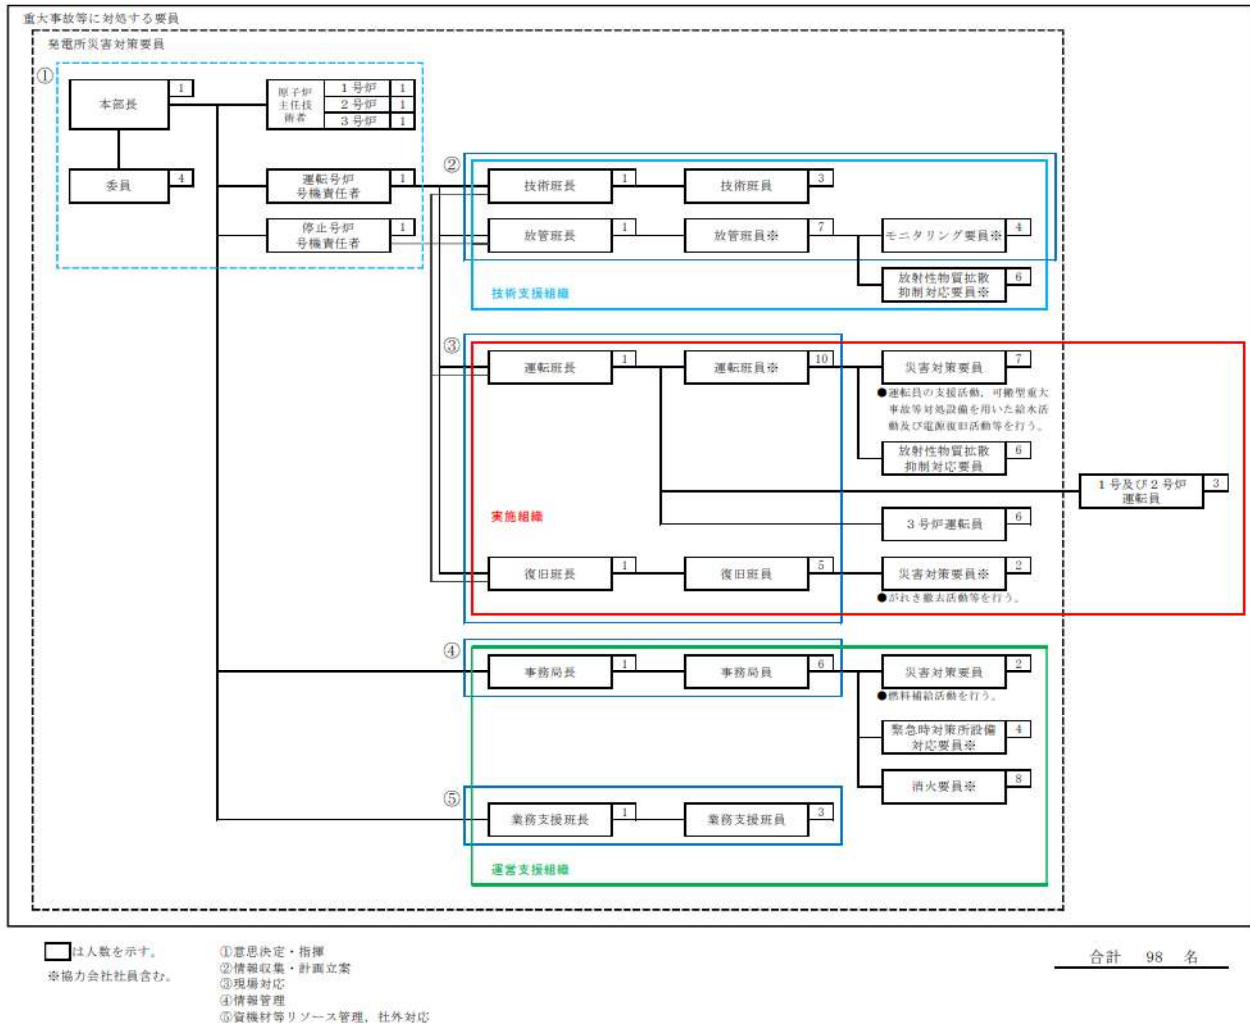 重大事故等に対処する要員
発電所災害対策要員
①
本部長
1
原子炉
主任技
術者
1号炉
1
2号炉
1
3号炉
1
委員
4
運転号炉
号機責任者
1
停止号炉
号機責任者
1
②
技術班長
1
技術班員
3
放管班長
1
放管班員※
7
モニタリング要員※
4
放射性物質拡散
抑制対応要員※
6
技術支援組織
③
運転班長
1
運転班員※
10
災害対策要員
7
●運転員の支援活動，可搬型重大
事故等対処設備を用いた給水活
動及び電源復旧活動等を行う。
放射性物質拡散
抑制対応要員
6
1号及び2号炉
運転員
3
実施組織
3号炉運転員
6
復旧班長
1
復旧班員
5
災害対策要員※
2
●がれき撤去活動等を行う。
④
事務局長
1
事務局員
6
災害対策要員
2
●燃料補給活動を行う。
緊急時対策所設備
対応要員※
4
消火要員※
8
⑤
業務支援班長
1
業務支援班員
3
運営支援組織
は人数を示す。
※協力会社社員含む。
①意思決定・指揮
②情報収集・計画立案
③現場対応
④情報管理
⑤資機材等リソース管理，社外対応
合計 98 名